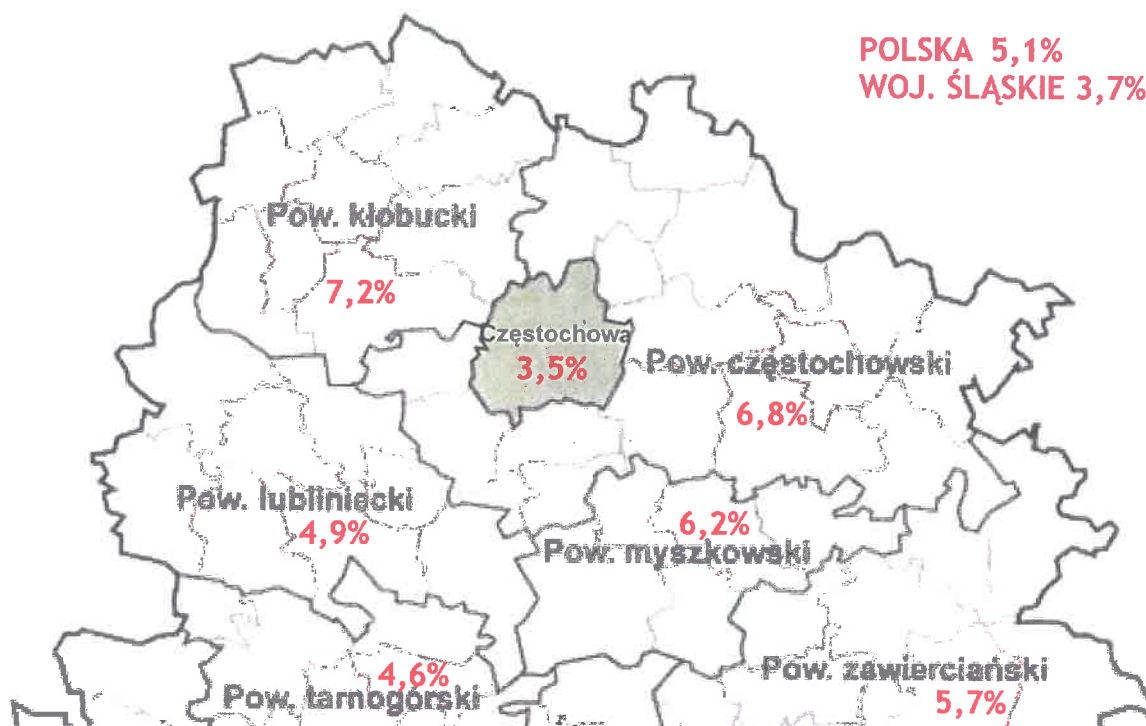 POLSKA 5,1%
WOJ. ŚLĄSKIE 3,7%
Pow. kłobucki
7,2%
Częstochowa
3,5%
Pow. częstochowski
6,8%
Pow. lubliniecki
4,9%
6,2%
Pow. myszkowski
4,6%
Pow. tarnogórski
Pow. zawierciański
5,7%